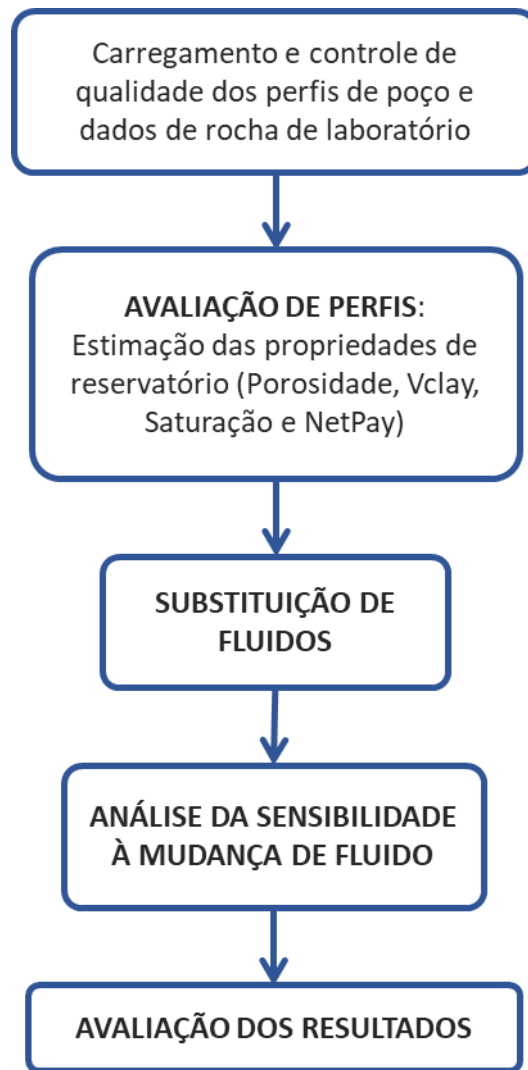 Carregamento e controle de
qualidade dos perfis de poço e
dados de rocha de laboratório
AVALIAÇÃO DE PERFIS:
Estimação das propriedades de
reservatório (Porosidade, Vclay,
Saturação e NetPay)
SUBSTITUIÇÃO DE
FLUIDOS
ANÁLISE DA SENSIBILIDADE
À MUDANÇA DE FLUIDO
AVALIAÇÃO DOS RESULTADOS